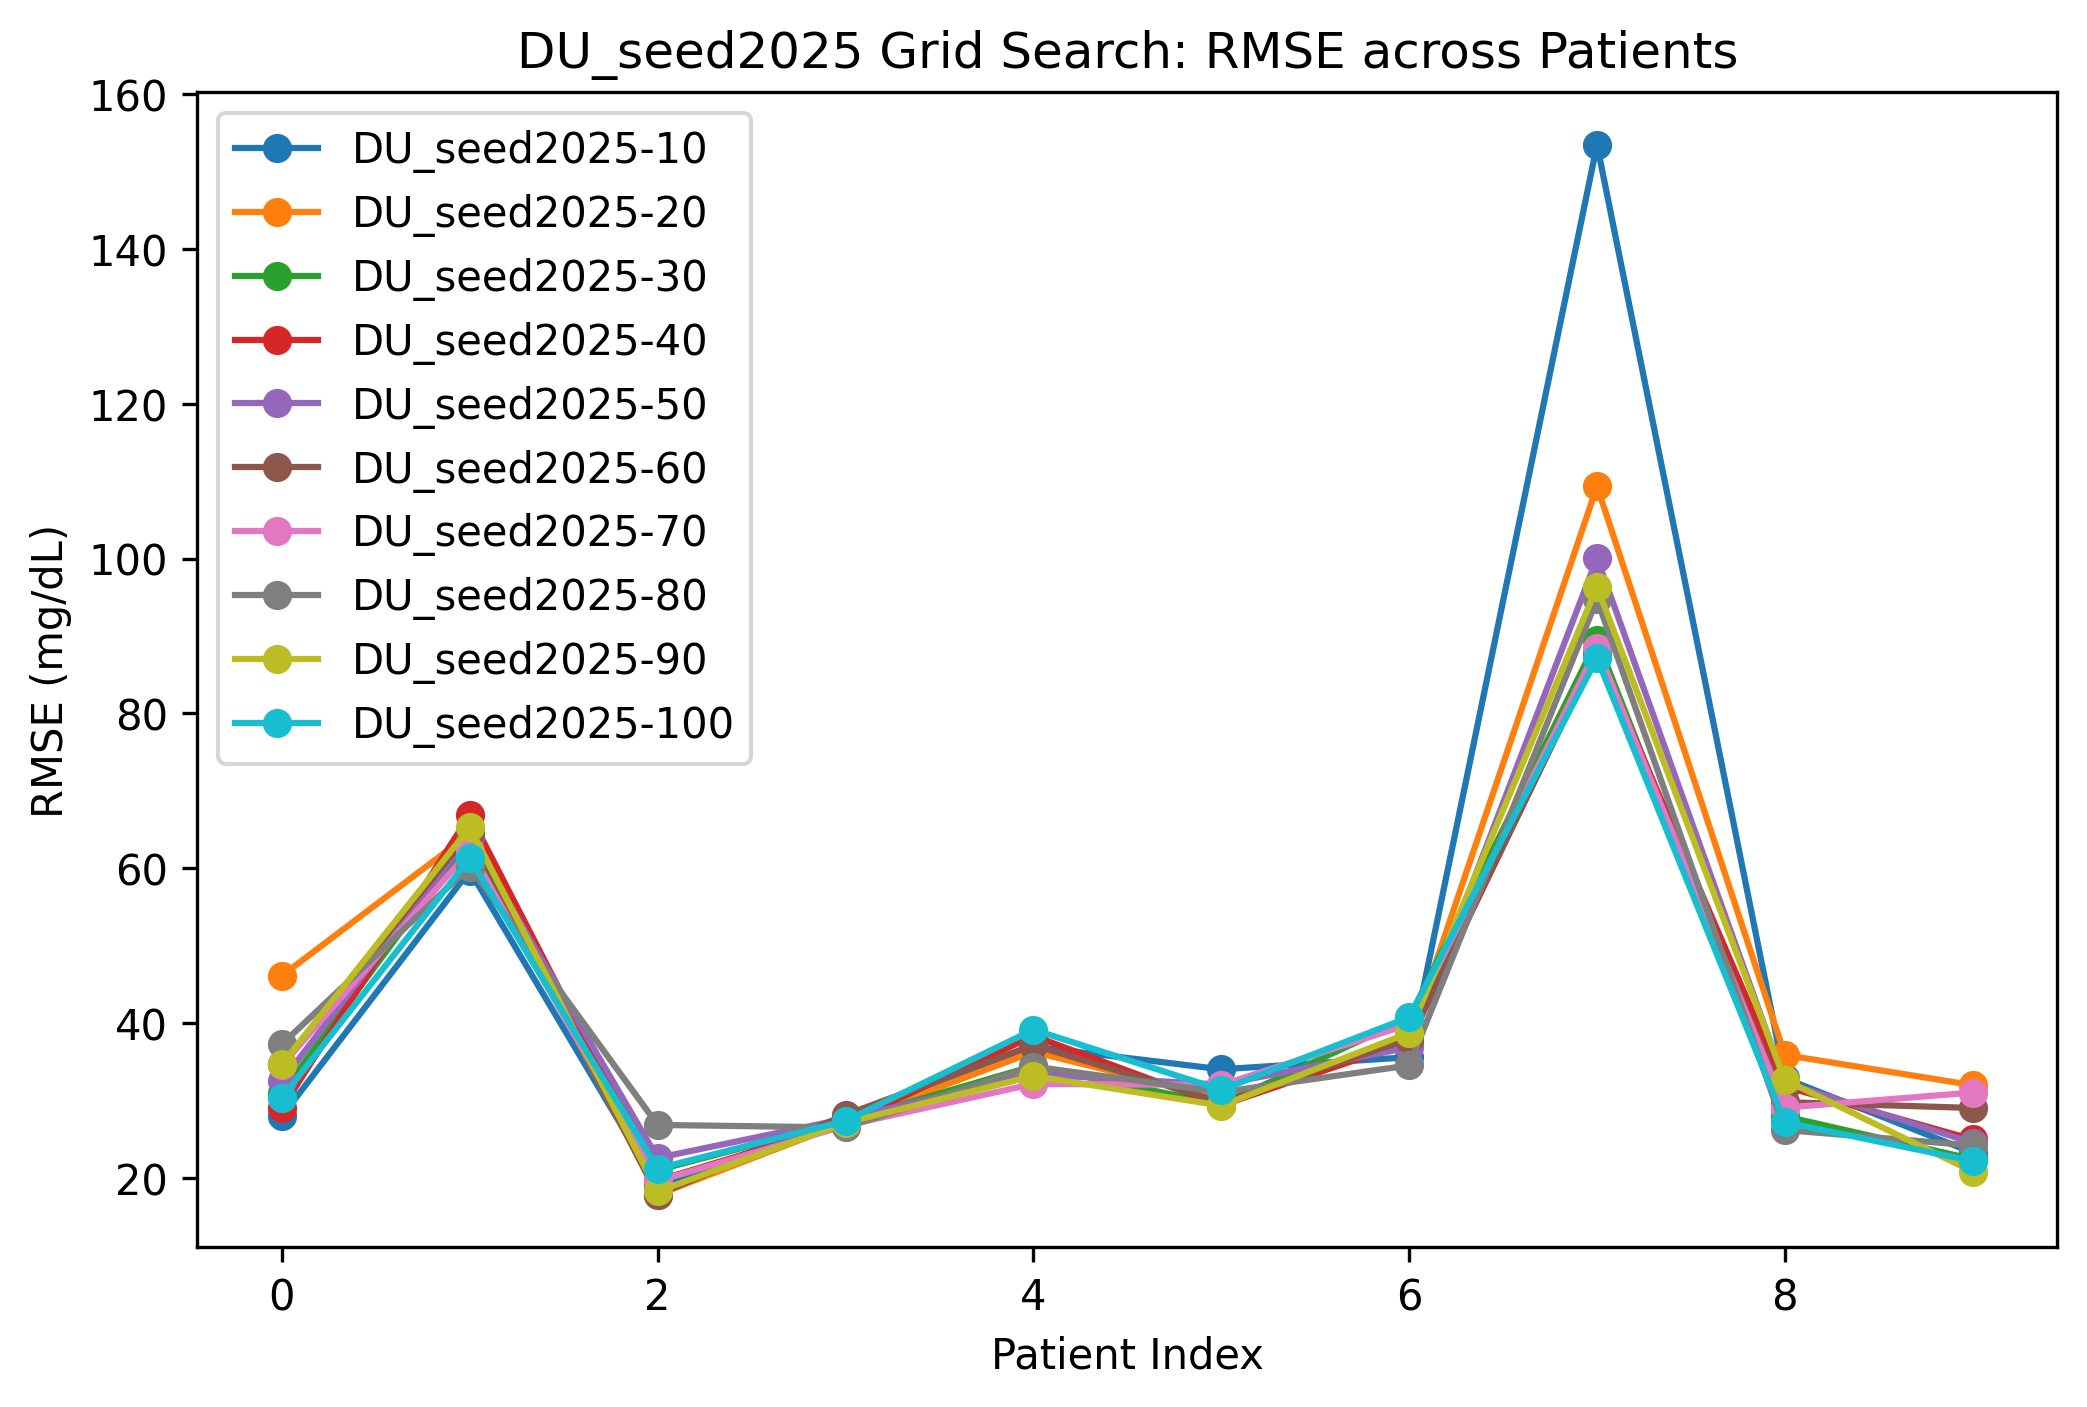 DU_seed2025 Grid Search: RMSE across Patients
160
140
120
100
80
60
40
20
RMSE (mg/dL)
DU_seed2025-10
DU_seed2025-20
DU_seed2025-30
DU_seed2025-40
DU_seed2025-50
DU_seed2025-60
DU_seed2025-70
DU_seed2025-80
DU_seed2025-90
DU_seed2025-100
0 2 4 6 8
Patient Index